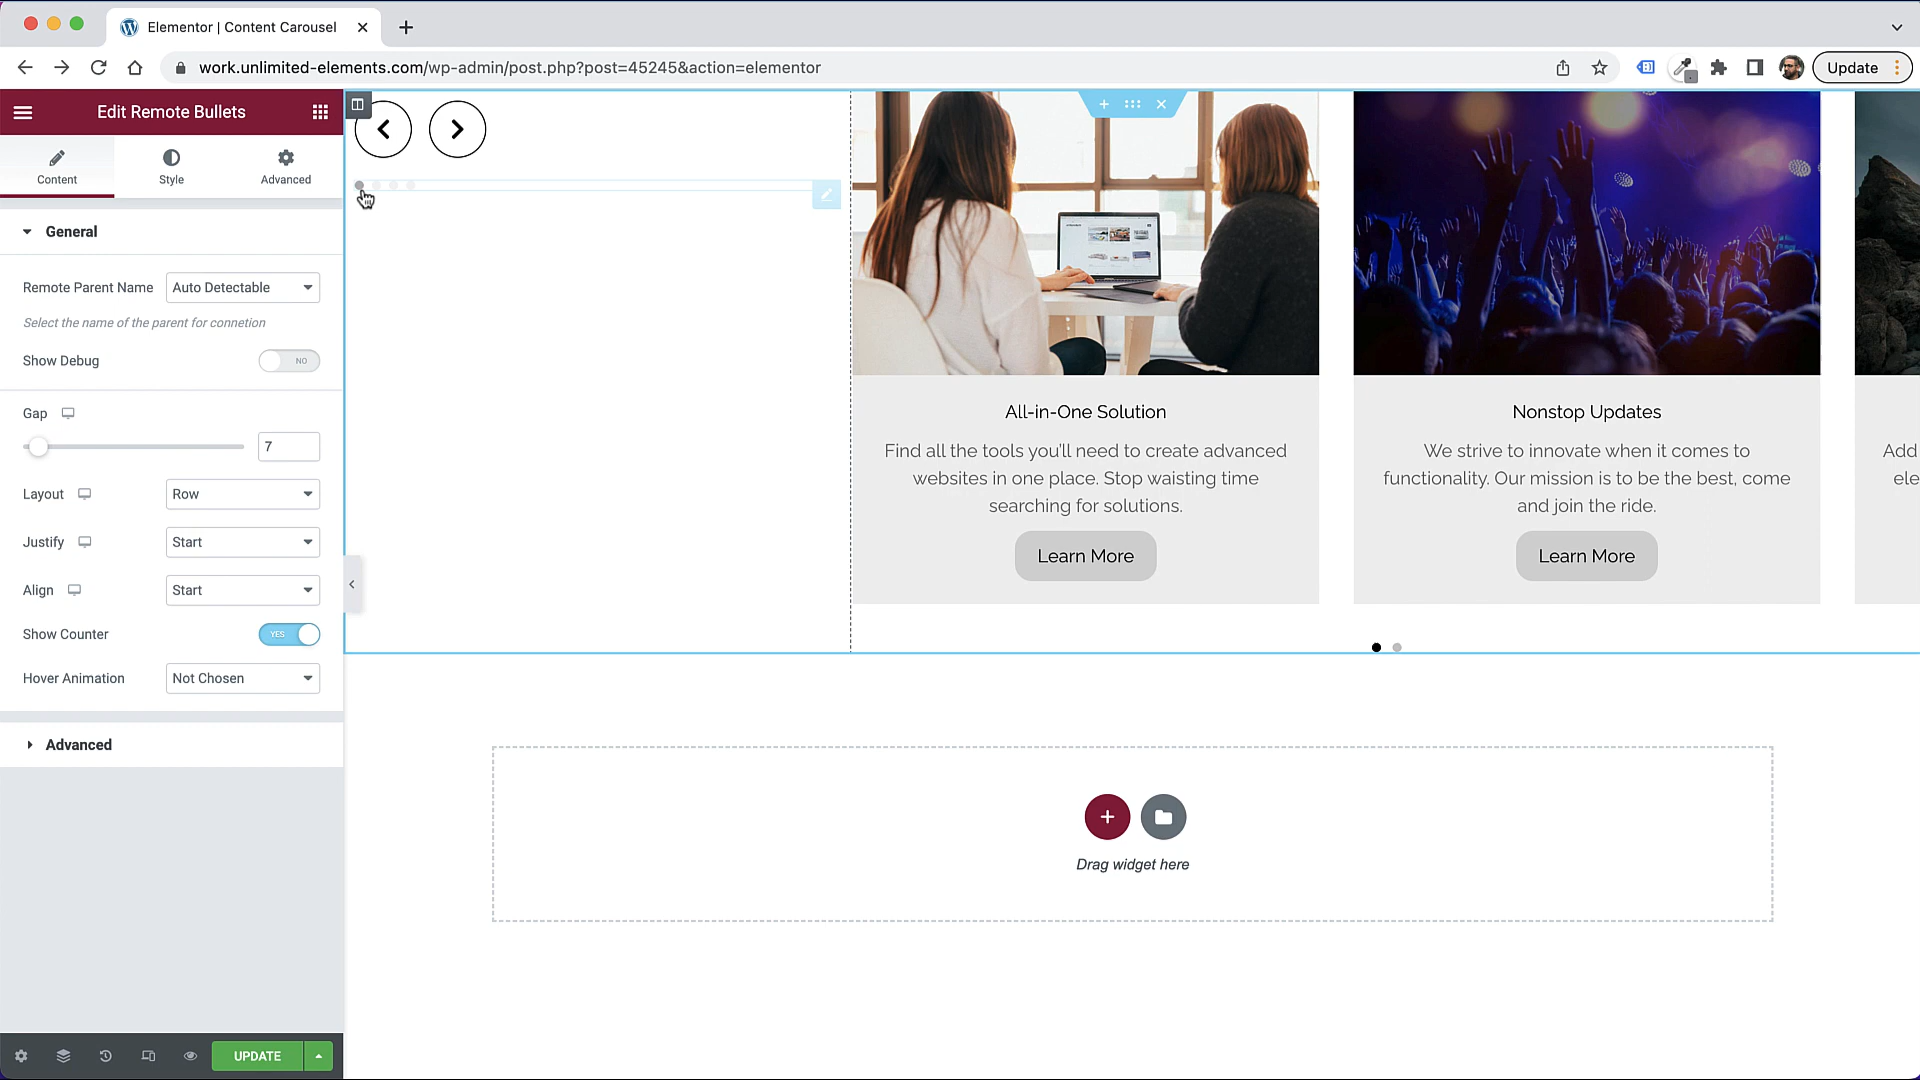 Elementor | Content Carousel
work.unlimited-elements.com/wp-admin/post.php?post=45245&action=elementor
Update
Edit Remote Bullets
Content
Style
Advanced
General
Remote Parent Name
Auto Detectable
Select the name of the parent for connetion
Show Debug
NO
Gap
7
Layout
Row
Justify
Start
Align
Start
Show Counter
YES
Hover Animation
Not Chosen
Advanced
UPDATE
All-in-One Solution
Find all the tools you’ll need to create advanced
websites in one place. Stop waisting time
searching for solutions.
Learn More
Nonstop Updates
We strive to innovate when it comes to
functionality. Our mission is to be the best, come
and join the ride.
Learn More
Add
ele
Drag widget here